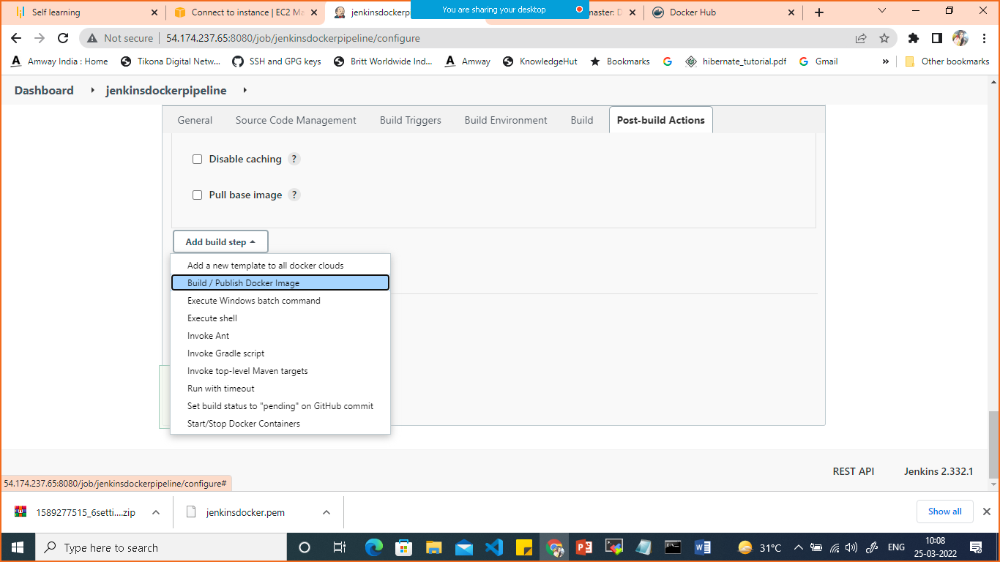 Self learning
Connect to instance | EC2 Ma
jenkinsdockerp
You are sharing your desktop
naster: D
Docker Hub
Not secure | 54.174.237.65:8080/job/jenkinsdockerpipeline/configure
Amway India : Home
Tikona Digital Netw...
SSH and GPG keys
Britt Worldwide Ind...
Amway
KnowledgeHut
Bookmarks
hibernate_tutorial.pdf
Gmail
»
Other bookmarks
Dashboard
jenkinsdockerpipeline
General
Source Code Management
Build Triggers
Build Environment
Build
Post-build Actions
Disable caching ?
Pull base image ?
Add build step
Add a new template to all docker clouds
Build / Publish Docker Image
Execute Windows batch command
Execute shell
Invoke Ant
Invoke Gradle script
Invoke top-level Maven targets
Run with timeout
Set build status to "pending" on GitHub commit
Start/Stop Docker Containers
REST API
Jenkins 2.332.1
54.174.237.65:8080/job/jenkinsdockerpipeline/configure#
1589277515_6setti....zip
jenkinsdocker.pem
Show all
Type here to search
31°C
ENG
10:08
25-03-2022